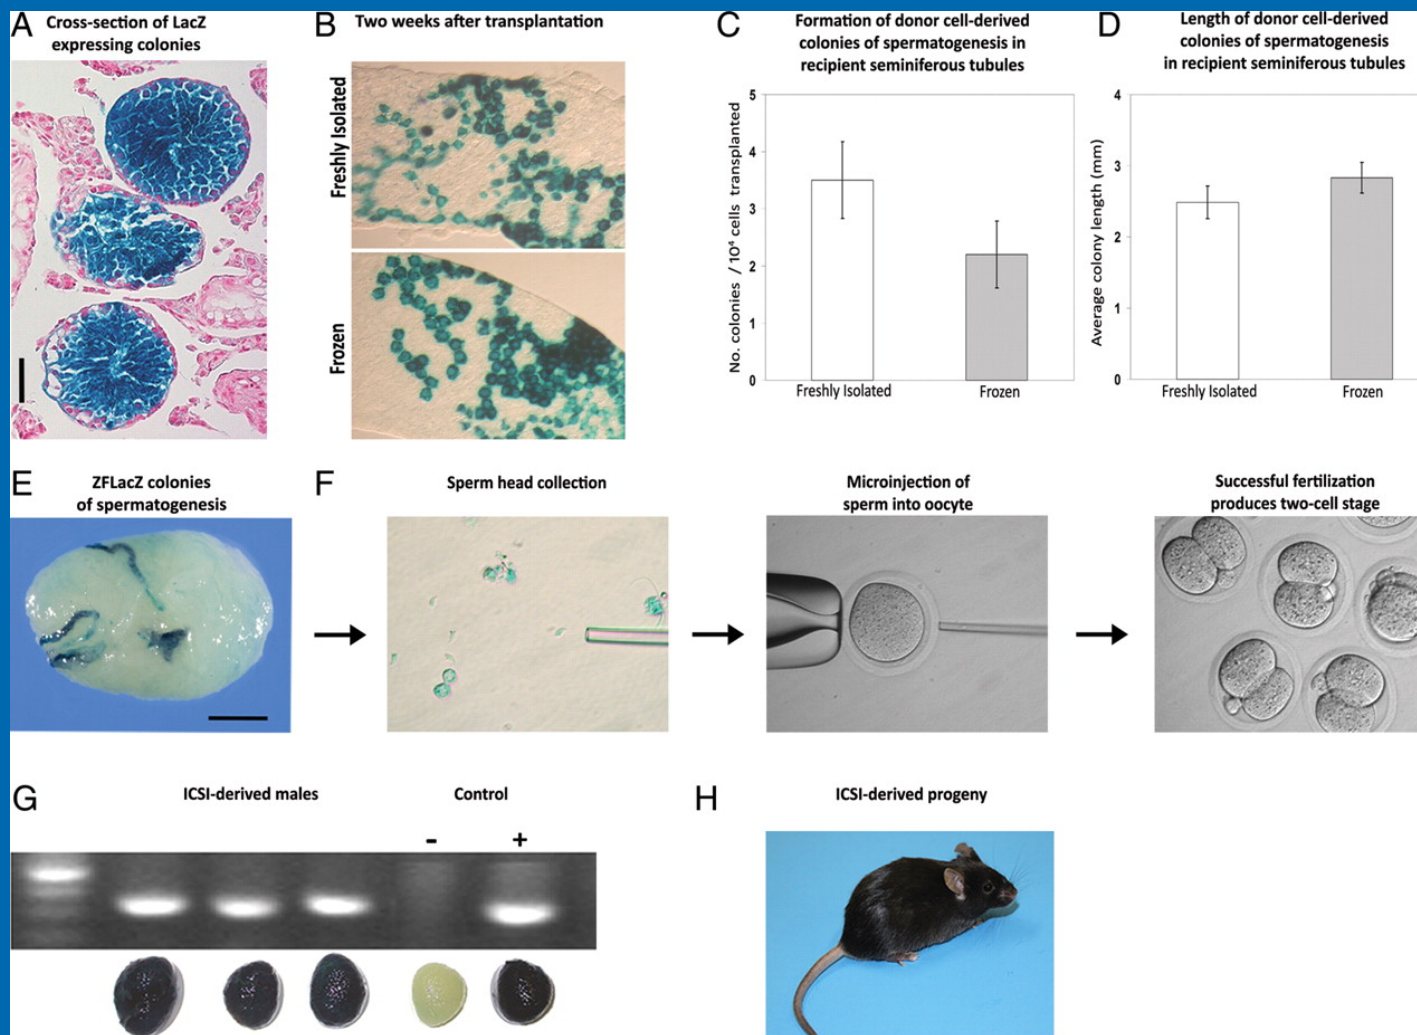 A
Cross-section of LacZ
expressing colonies
B
Two weeks after transplantation
Freshly Isolated
Frozen
C
Formation of donor cell-derived
colonies of spermatogenesis in
recipient seminiferous tubules
No. colonies / 10⁴ cells transplanted
5
4
3
2
1
0
Freshly Isolated
Frozen
D
Length of donor cell-derived
colonies of spermatogenesis
in recipient seminiferous tubules
Average colony length (mm)
4
3
2
1
0
Freshly Isolated
Frozen
E
ZFLacZ colonies
of spermatogenesis
F
Sperm head collection
Microinjection of
sperm into oocyte
Successful fertilization
produces two-cell stage
G
ICSI-derived males
Control
- +
H
ICSI-derived progeny